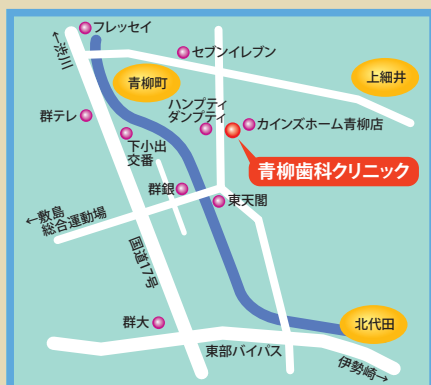 フレッセイ
←渋川
セブンイレブン
上細井
青柳町
群テレ
ハンプティ
ダンプティ
カインズホーム青柳店
下小出
交番
青柳歯科クリニック
群銀
東天閣
←敷島
総合運動場
国道17号
北代田
群大
東部バイパス
伊勢崎→